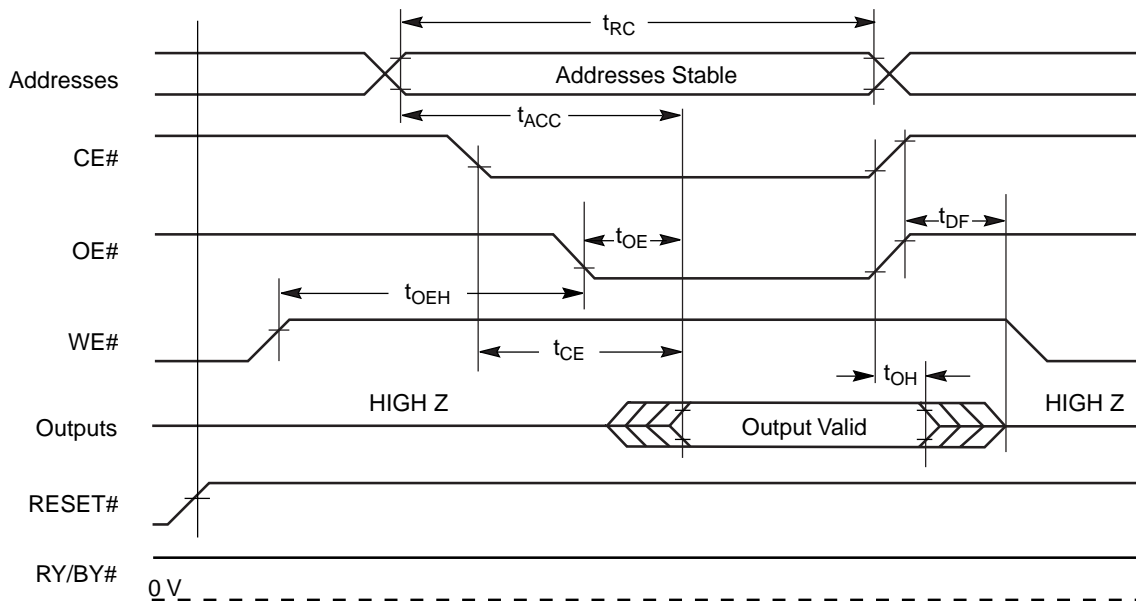 tRC
Addresses
Addresses Stable
tACC
CE#
tDF
OE#
tOE
tOEH
WE#
tCE
tOH
HIGH Z
HIGH Z
Outputs
Output Valid
RESET#
RY/BY#
0 V